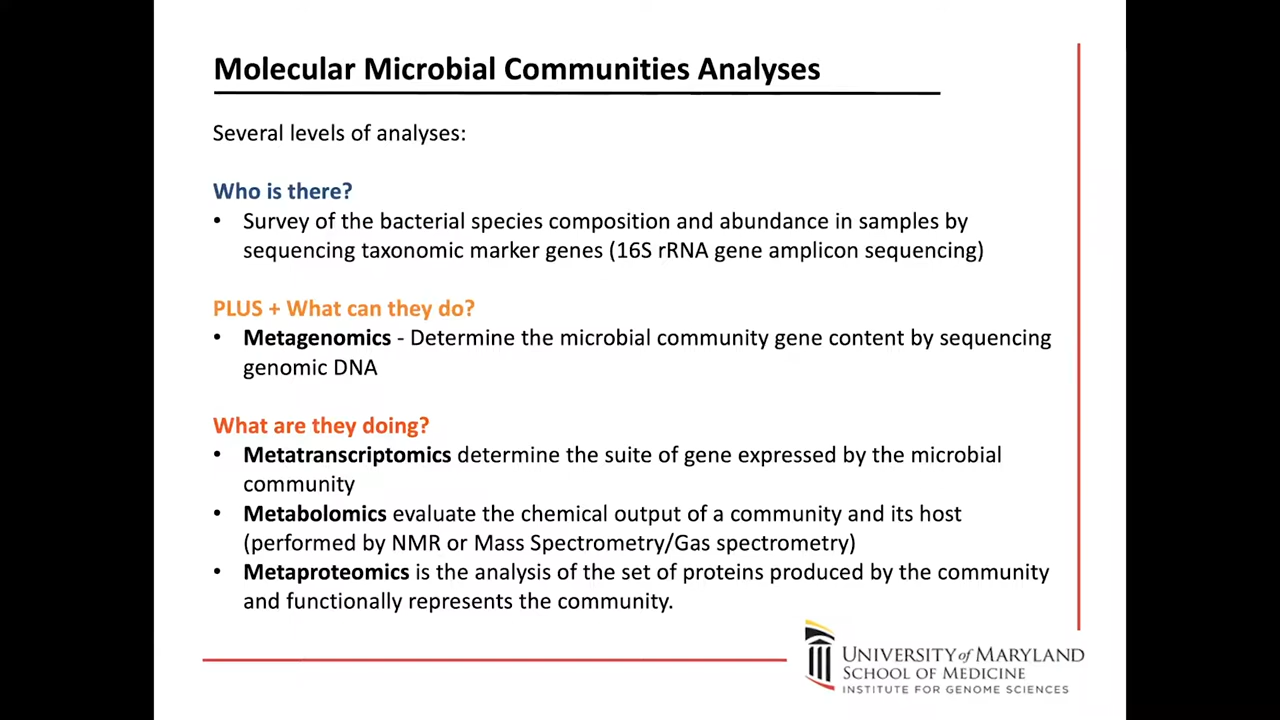 Molecular Microbial Communities Analyses
Several levels of analyses:
Who is there?
• Survey of the bacterial species composition and abundance in samples by
sequencing taxonomic marker genes (16S rRNA gene amplicon sequencing)
PLUS + What can they do?
• Metagenomics - Determine the microbial community gene content by sequencing
genomic DNA
What are they doing?
• Metatranscriptomics determine the suite of gene expressed by the microbial
community
• Metabolomics evaluate the chemical output of a community and its host
(performed by NMR or Mass Spectrometry/Gas spectrometry)
• Metaproteomics is the analysis of the set of proteins produced by the community
and functionally represents the community.
UNIVERSITY of MARYLAND
SCHOOL OF MEDICINE
INSTITUTE FOR GENOME SCIENCES